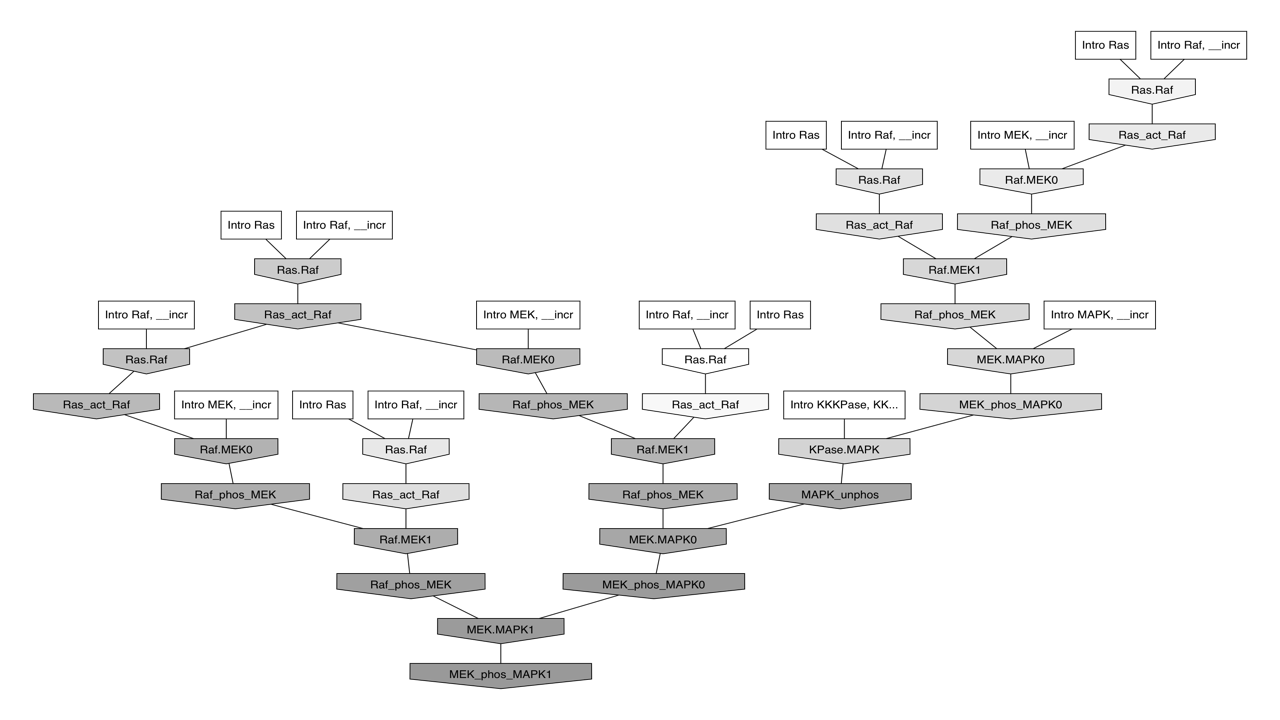 Intro Ras
Intro Raf, __incr
Ras.Raf
Intro Ras
Intro Raf, __incr
Intro MEK, __incr
Ras_act_Raf
Ras.Raf
Raf.MEK0
Intro Ras
Intro Raf, __incr
Ras_act_Raf
Raf_phos_MEK
Ras.Raf
Raf.MEK1
Intro Raf, __incr
Ras_act_Raf
Intro MEK, __incr
Intro Raf, __incr
Intro Ras
Raf_phos_MEK
Intro MAPK, __incr
Ras.Raf
Raf.MEK0
Ras.Raf
MEK.MAPK0
Ras_act_Raf
Intro MEK, __incr
Intro Ras
Intro Raf, __incr
Raf_phos_MEK
Ras_act_Raf
Intro KKKPase, KK...
MEK_phos_MAPK0
Raf.MEK0
Ras.Raf
Raf.MEK1
KPase.MAPK
Raf_phos_MEK
Ras_act_Raf
Raf_phos_MEK
MAPK_unphos
Raf.MEK1
MEK.MAPK0
Raf_phos_MEK
MEK_phos_MAPK0
MEK.MAPK1
MEK_phos_MAPK1